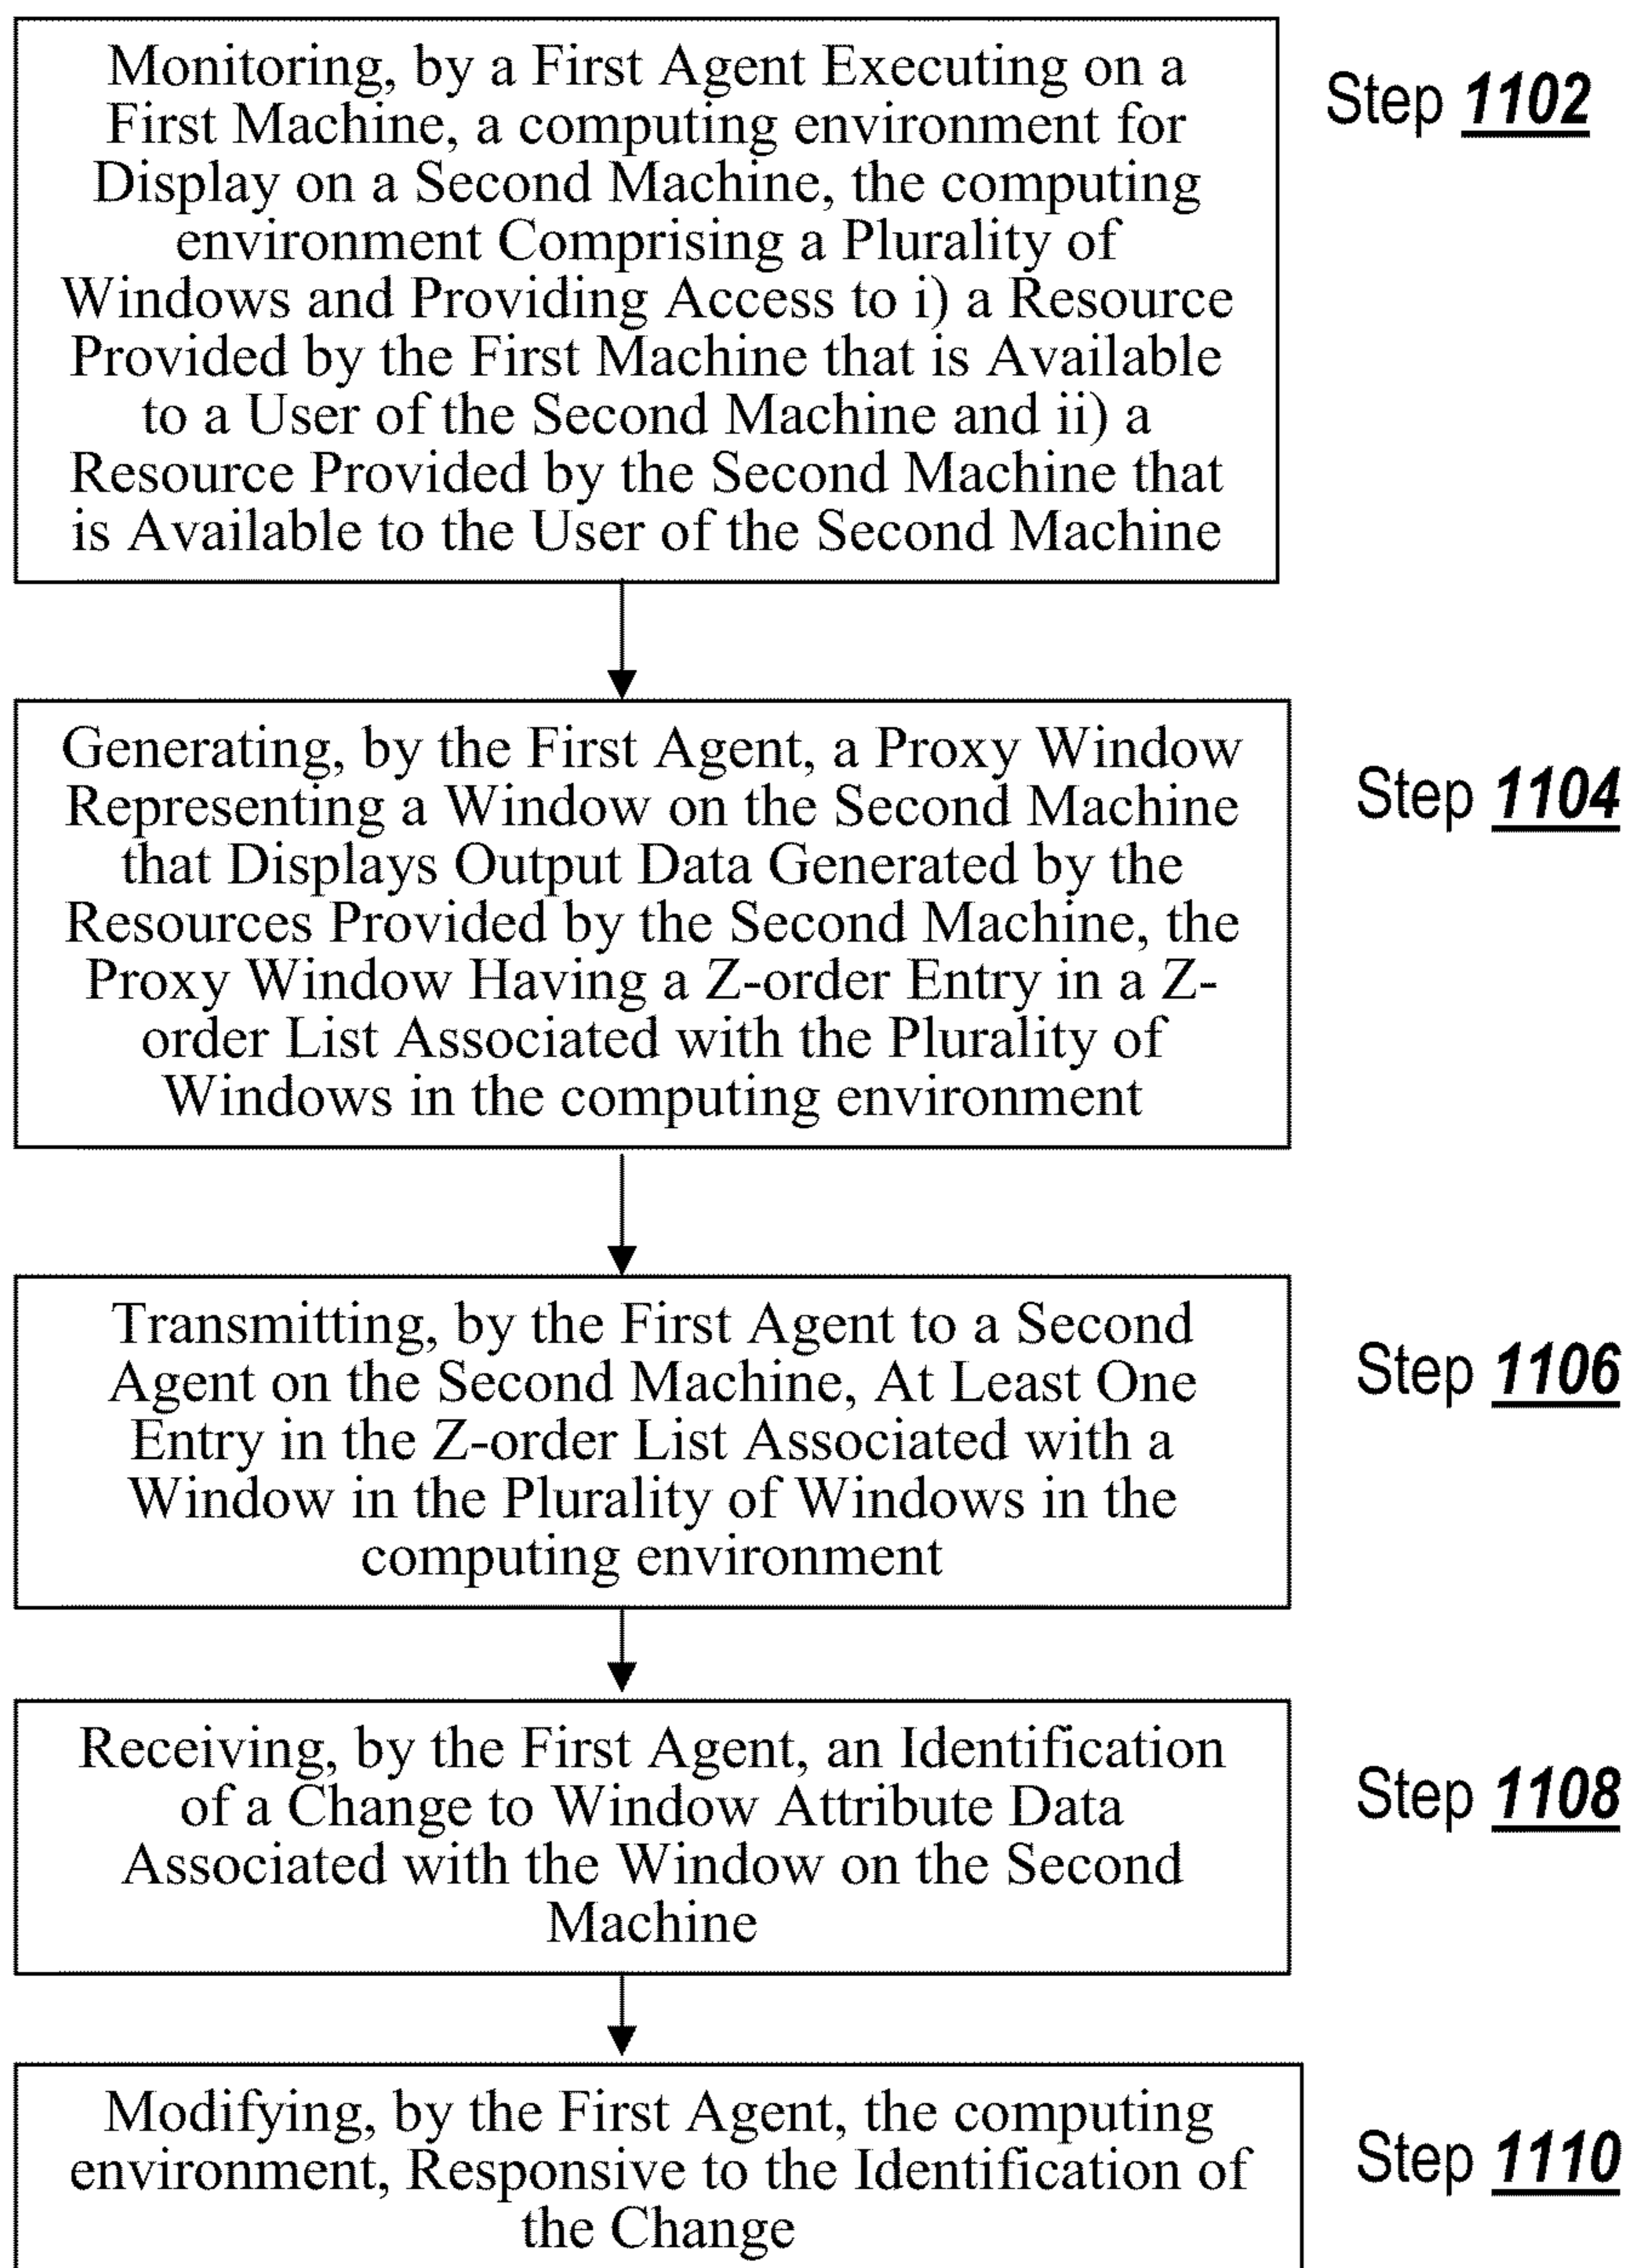 Monitoring, by a First Agent Executing on a
First Machine, a computing environment for
Display on a Second Machine, the computing
environment Comprising a Plurality of
Windows and Providing Access to i) a Resource
Provided by the First Machine that is Available
to a User of the Second Machine and ii) a
Resource Provided by the Second Machine that
is Available to the User of the Second Machine
Step 1102
Generating, by the First Agent, a Proxy Window
Representing a Window on the Second Machine
that Displays Output Data Generated by the
Resources Provided by the Second Machine, the
Proxy Window Having a Z-order Entry in a Z-
order List Associated with the Plurality of
Windows in the computing environment
Step 1104
Transmitting, by the First Agent to a Second
Agent on the Second Machine, At Least One
Entry in the Z-order List Associated with a
Window in the Plurality of Windows in the
computing environment
Step 1106
Receiving, by the First Agent, an Identification
of a Change to Window Attribute Data
Associated with the Window on the Second
Machine
Step 1108
Modifying, by the First Agent, the computing
environment, Responsive to the Identification of
the Change
Step 1110